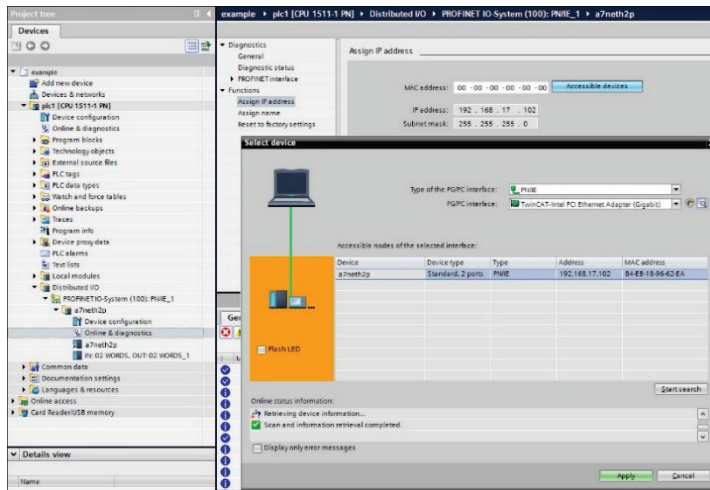 Project tree
example ▸ plc1 [CPU 1511-1 PN] ▸ Distributed I/O ▸ PROFINET IO-System (100): PN/IE_1 ▸ a7neth2p
Devices
example
Add new device
Devices & networks
plc1 [CPU 1511-1 PN]
Device configuration
Online & diagnostics
Program blocks
Technology objects
External source files
PLC tags
PLC data types
Watch and force tables
Online backups
Traces
Program info
Device proxy data
PLC alarms
Text lists
Local modules
Distributed I/O
PROFINET IO-System (100): PN/IE_1
a7neth2p
Device configuration
Online & diagnostics
a7neth2p
IN: 02 WORDS, OUT: 02 WORDS_1
Common data
Documentation settings
Languages & resources
Online access
Card Reader/USB memory
Details view
Name
Diagnostics
General
Diagnostic status
PROFINET interface
Functions
Assign IP address
Assign name
Reset to factory settings
Assign IP address
MAC address: 00 -00 -00 -00 -00 -00 Accessible devices
IP address: 192 . 168 . 17 . 102
Subnet mask: 255 . 255 . 255 . 0
Select device
Type of the PG/PC interface: PN/IE
PG/PC interface: TwinCAT-Intel PCI Ethernet Adapter (Gigabit)
Accessible nodes of the selected interface:
Device Device type Type Address MAC address
a7neth2p Standard, 2 ports PN/IE 192.168.17.102 84-EB-18-96-62-EA
Flash LED
Start search
Online status information:
Retrieving device information...
Scan and information retrieval completed.
Display only error messages
Apply Cancel